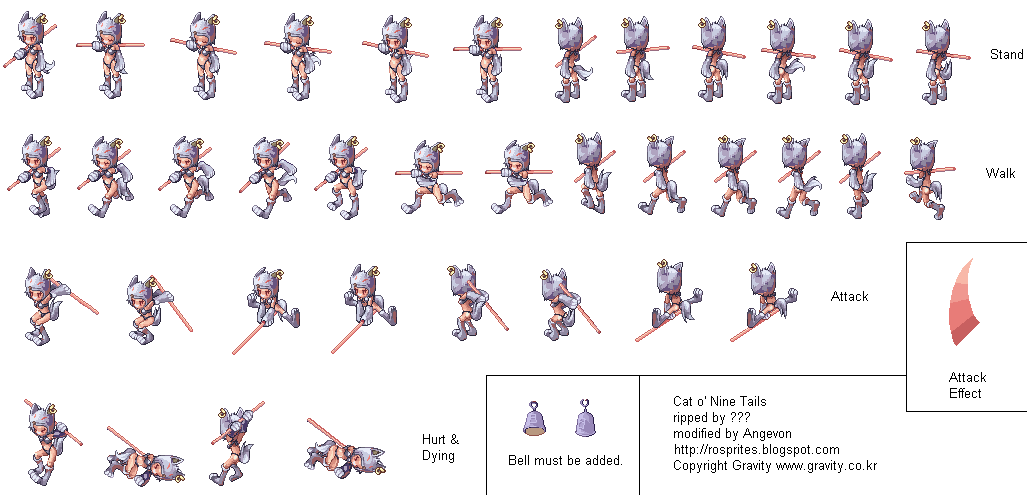 Stand
Walk
Attack
Attack
Effect
Hurt &
Dying
Bell must be added.
Cat o' Nine Tails
ripped by ???
modified by Angevon
http://rosprites.blogspot.com
Copyright Gravity www.gravity.co.kr